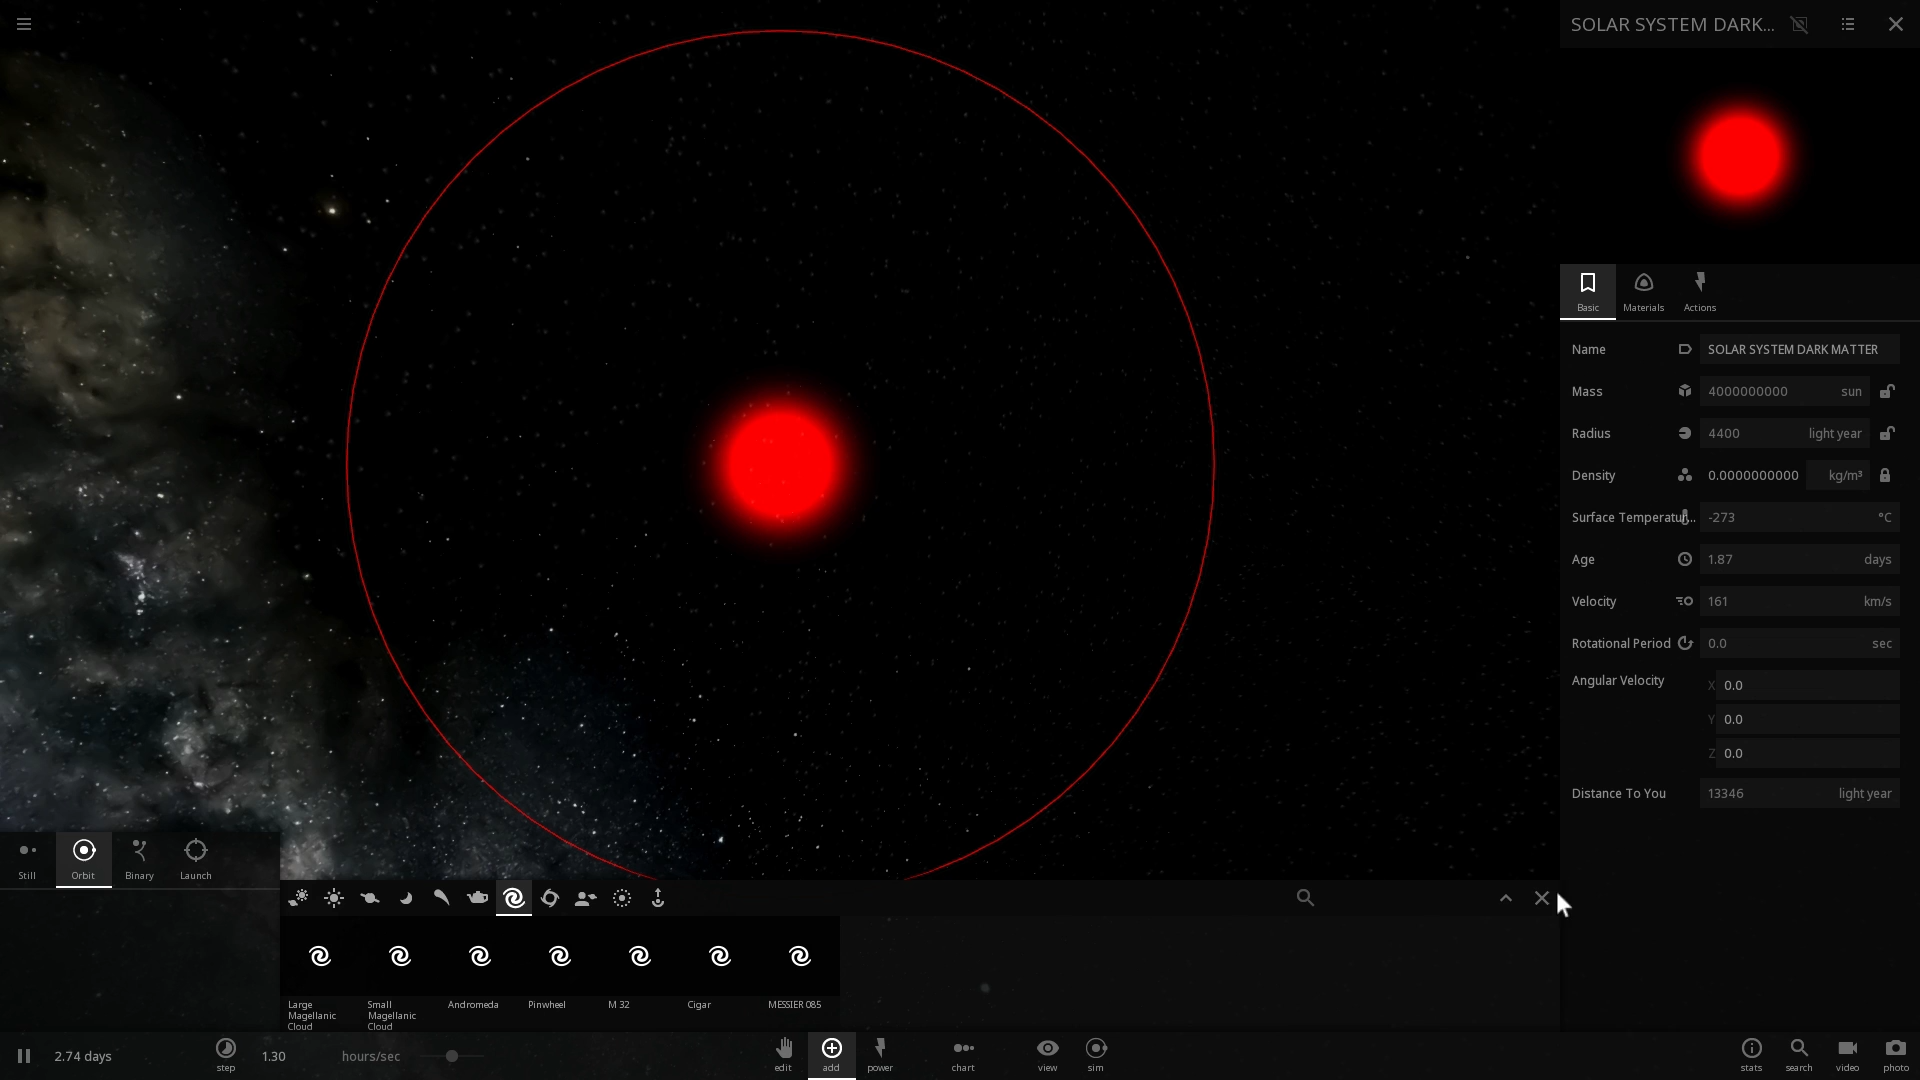 SOLAR SYSTEM DARK...
Basic
Materials
Actions
Name
SOLAR SYSTEM DARK MATTER
Mass
4000000000 sun
Radius
4400 light year
Density
0.0000000000 kg/m³
Surface Temperatur...
-273 °C
Age
1.87 days
Velocity
161 km/s
Rotational Period
0.0 sec
Angular Velocity
X 0.0
Y 0.0
Z 0.0
Distance To You
13346 light year
Still
Orbit
Binary
Launch
Large
Magellanic
Cloud
Small
Magellanic
Cloud
Andromeda
Pinwheel
M 32
Cigar
MESSIER 085
2.74 days
step
1.30 hours/sec
edit
add
power
chart
view
sim
stats
search
video
photo